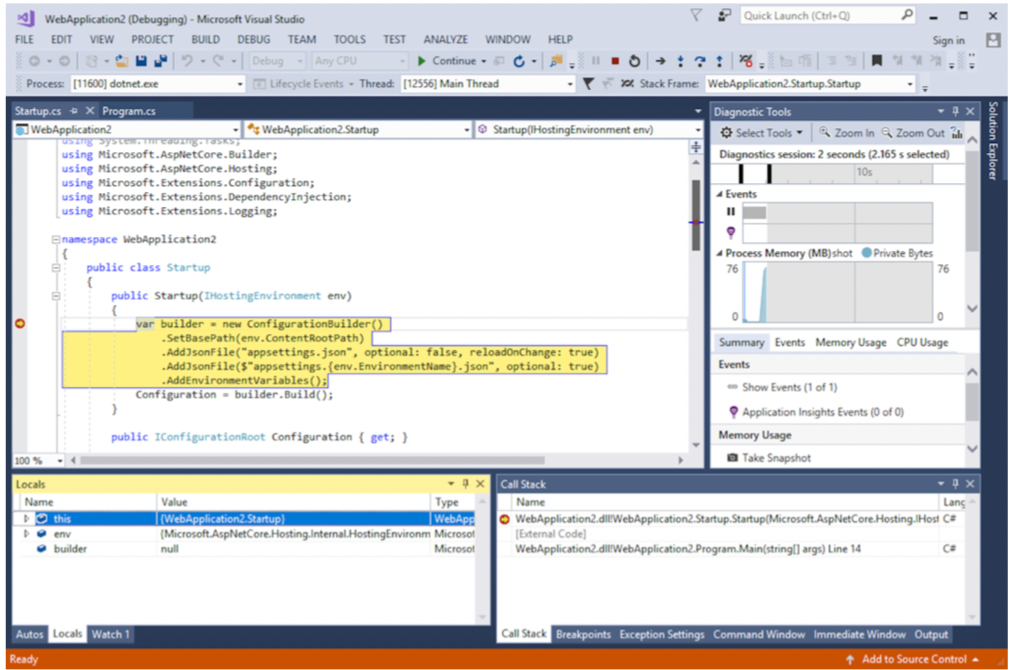 WebApplication2 (Debugging) - Microsoft Visual Studio
Quick Launch (Ctrl+Q)
FILE EDIT VIEW PROJECT BUILD DEBUG TEAM TOOLS TEST ANALYZE WINDOW HELP
Sign in
Debug Any CPU Continue
Process: [11600] dotnet.exe Lifecycle Events Thread: [12556] Main Thread Stack Frame: WebApplication2.Startup.Startup
Startup.cs Program.cs
WebApplication2 WebApplication2.Startup Startup(IHostingEnvironment env)
using System.Threading.Tasks;
using Microsoft.AspNetCore.Builder;
using Microsoft.AspNetCore.Hosting;
using Microsoft.Extensions.Configuration;
using Microsoft.Extensions.DependencyInjection;
using Microsoft.Extensions.Logging;
namespace WebApplication2
{
public class Startup
{
public Startup(IHostingEnvironment env)
{
var builder = new ConfigurationBuilder()
.SetBasePath(env.ContentRootPath)
.AddJsonFile("appsettings.json", optional: false, reloadOnChange: true)
.AddJsonFile($"appsettings.{env.EnvironmentName}.json", optional: true)
.AddEnvironmentVariables();
Configuration = builder.Build();
}
public IConfigurationRoot Configuration { get; }
100 %
Diagnostic Tools
Select Tools Zoom In Zoom Out
Diagnostics session: 2 seconds (2.165 s selected)
10s
Events
Process Memory (MB)shot Private Bytes
76 76
0 0
Summary Events Memory Usage CPU Usage
Events
Show Events (1 of 1)
Application Insights Events (0 of 0)
Memory Usage
Take Snapshot
Solution Explorer
Locals
Name Value Type
this {WebApplication2.Startup} WebApp
env {Microsoft.AspNetCore.Hosting.Internal.HostingEnvironm Microsof
builder null Microsof
Autos Locals Watch 1
Call Stack
Name Lang
WebApplication2.dll!WebApplication2.Startup.Startup(Microsoft.AspNetCore.Hosting.IHost C#
[External Code]
WebApplication2.dll!WebApplication2.Program.Main(string[] args) Line 14 C#
Call Stack Breakpoints Exception Settings Command Window Immediate Window Output
Ready
Add to Source Control